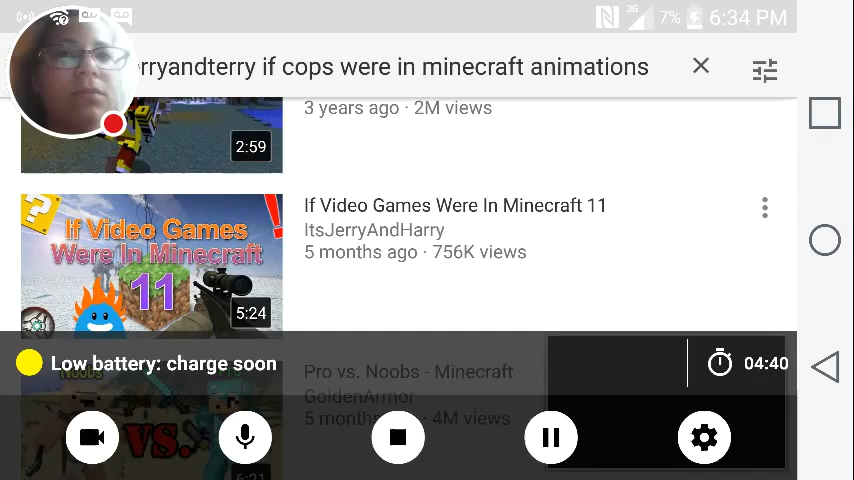 3G 7% 6:34 PM
rryandterry if cops were in minecraft animations
3 years ago · 2M views
2:59
If Video Games Were In Minecraft 11
ItsJerryAndHarry
5 months ago · 756K views
If Video Games
Were In Minecraft
11
5:24
Low battery: charge soon
04:40
Pro vs. Noobs - Minecraft
GoldenArmor
5 months ago · 4M views
Noobs
VS.
6:21